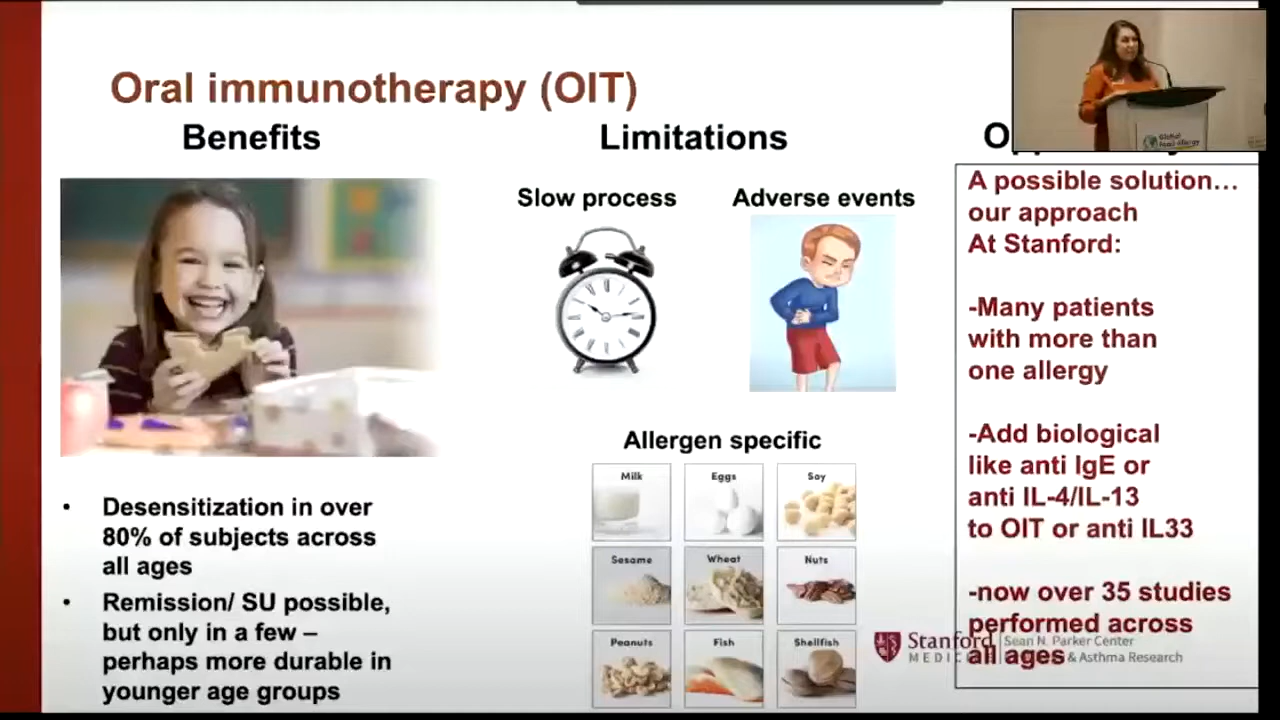 Oral immunotherapy (OIT)
Benefits
Limitations
Slow process
Adverse events
Allergen specific
Milk
Eggs
Soy
Sesame
Wheat
Nuts
Peanuts
Fish
Shellfish
Desensitization in over
80% of subjects across
all ages
Remission/ SU possible,
but only in a few –
perhaps more durable in
younger age groups
A possible solution…
our approach
At Stanford:
-Many patients
with more than
one allergy
-Add biological
like anti IgE or
anti IL-4/IL-13
to OIT or anti IL33
-now over 35 studies
performed across
all ages
Stanford
Sean N. Parker Center
& Asthma Research
Global
food allergy